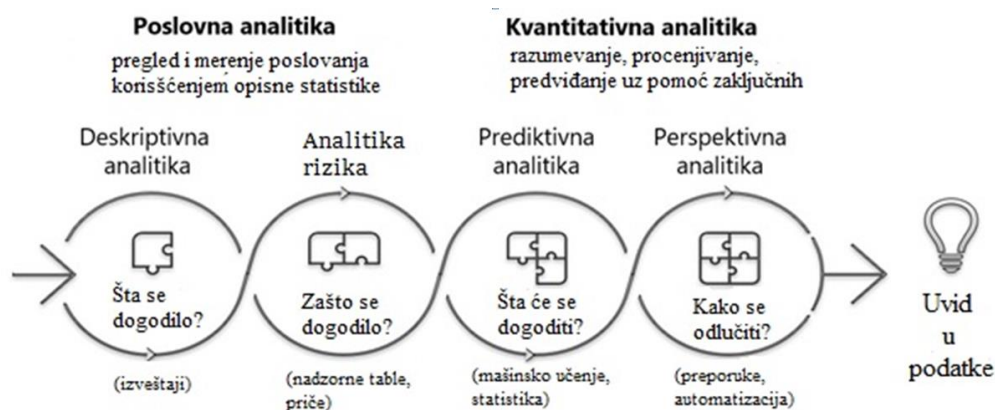 Poslovna analitika
pregled i merenje poslovanja
korisšćenjem opisne statistike
Kvantitativna analitika
razumevanje, procenjivanje,
predviđanje uz pomoć zaključnih
Deskriptivna
analitika
Analitika
rizika
Prediktivna
analitika
Perspektivna
analitika
Šta se
dogodilo?
Zašto se
dogodilo?
Šta će se
dogoditi?
Kako se
odlučiti?
(izveštaji)
(nadzorne table,
priče)
(mašinsko učenje,
statistika)
(preporuke,
automatizacija)
Uvid
u
podatke